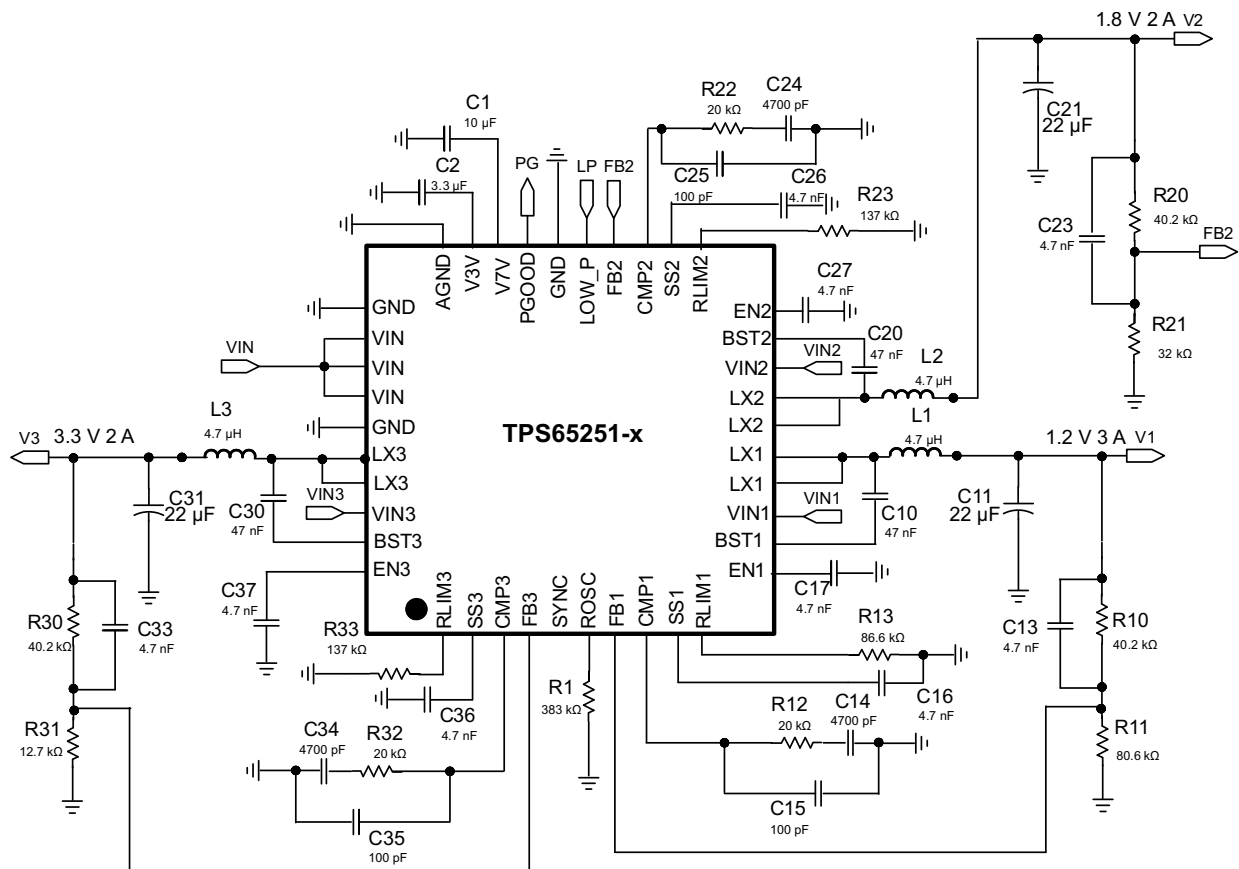 1.8 V 2 A V2
C21
22 µF
R22
20 kΩ
C24
4700 pF
C1
10 µF
C2
3.3 µF
PG
LP
FB2
C25
100 pF
C26
4.7 nF
R23
137 kΩ
C23
4.7 nF
R20
40.2 kΩ
FB2
R21
32 kΩ
AGND
V3V
V7V
PGOOD
GND
LOW_P
FB2
CMP2
SS2
RLIM2
C27
4.7 nF
C20
47 nF
L2
4.7 µH
VIN
GND
VIN
VIN
VIN
GND
LX3
LX3
VIN3
BST3
EN3
TPS65251-x
EN2
BST2
VIN2
LX2
LX2
LX1
LX1
VIN1
BST1
EN1
VIN2
VIN1
L3
4.7 µH
V3 3.3 V 2 A
C31
22 µF
C30
47 nF
VIN3
L1
4.7 µH
1.2 V 3 A V1
C11
22 µF
C10
47 nF
C17
4.7 nF
RLIM3
SS3
CMP3
FB3
SYNC
ROSC
FB1
CMP1
SS1
RLIM1
C37
4.7 nF
R30
40.2 kΩ
C33
4.7 nF
R31
12.7 kΩ
R33
137 kΩ
C36
4.7 nF
C34
4700 pF
R32
20 kΩ
C35
100 pF
R1
383 kΩ
R13
86.6 kΩ
C16
4.7 nF
R12
20 kΩ
C14
4700 pF
C15
100 pF
C13
4.7 nF
R10
40.2 kΩ
R11
80.6 kΩ